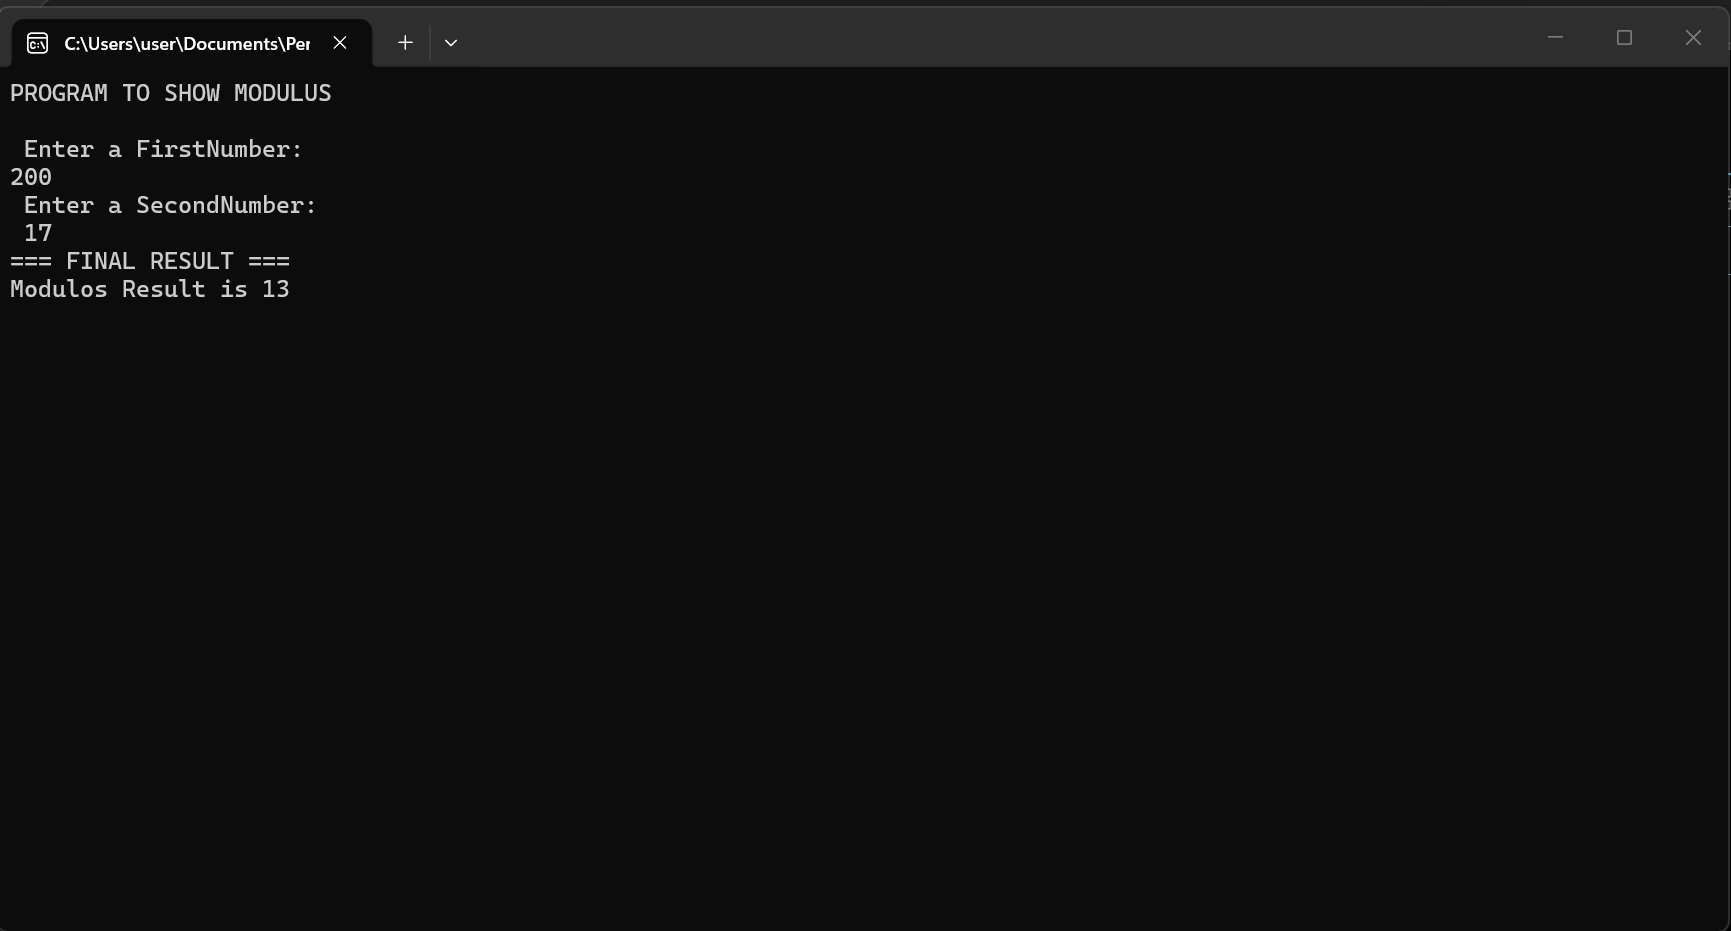 C:\Users\user\Documents\Per
PROGRAM TO SHOW MODULUS
Enter a FirstNumber:
200
Enter a SecondNumber:
17
=== FINAL RESULT ===
Modulos Result is 13